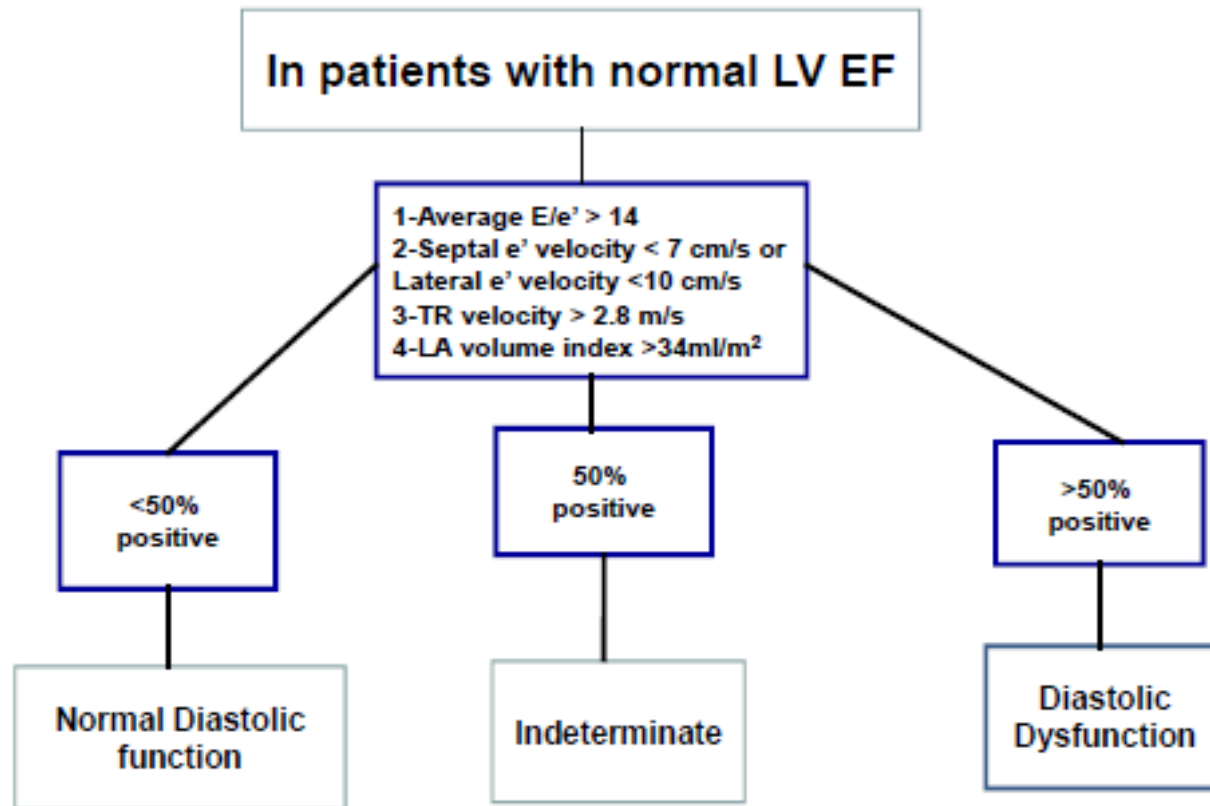 In patients with normal LV EF
1-Average E/e’ > 14
2-Septal e’ velocity < 7 cm/s or
Lateral e’ velocity <10 cm/s
3-TR velocity > 2.8 m/s
4-LA volume index >34ml/m²
<50%
positive
50%
positive
>50%
positive
Normal Diastolic
function
Indeterminate
Diastolic
Dysfunction